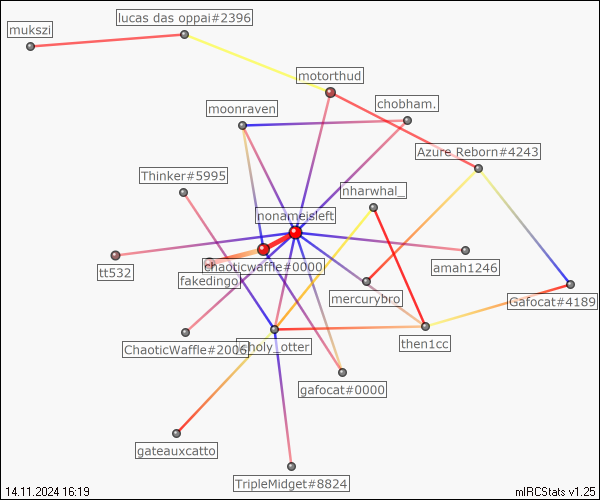 lucas das oppai#2396
mukszi
motorthud
moonraven
chobham.
Azure Reborn#4243
Thinker#5995
nharwhal_
nonameisleft
chaoticwaffle#0000
tt532
fakedingo
amah1246
mercurybro
Gafocat#4189
ChaoticWaffle#2006
choly_otter
then1cc
gafocat#0000
gateauxcatto
TripleMidget#8824
14.11.2024 16:19
mIRCStats v1.25